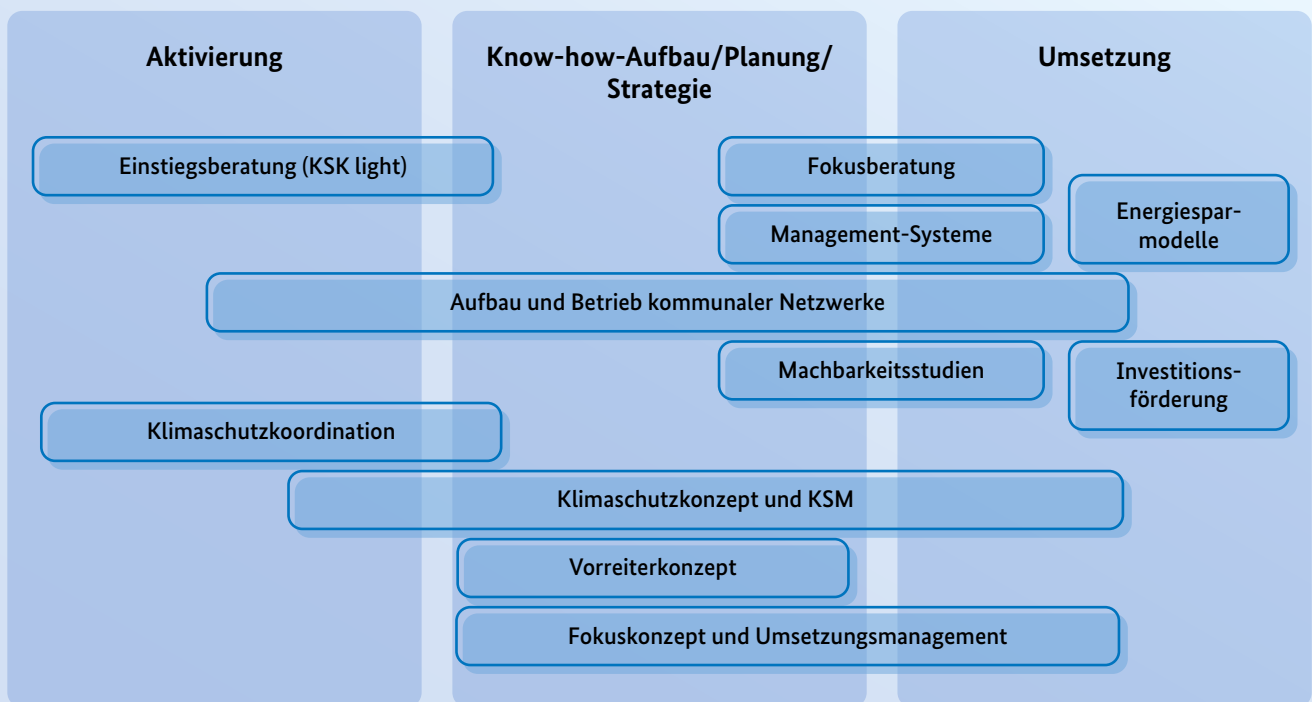 Aktivierung
Know-how-Aufbau/Planung/
Strategie
Umsetzung
Einstiegsberatung (KSK light)
Fokusberatung
Management-Systeme
Energiespar-
modelle
Aufbau und Betrieb kommunaler Netzwerke
Machbarkeitsstudien
Investitions-
förderung
Klimaschutzkoordination
Klimaschutzkonzept und KSM
Vorreiterkonzept
Fokuskonzept und Umsetzungsmanagement